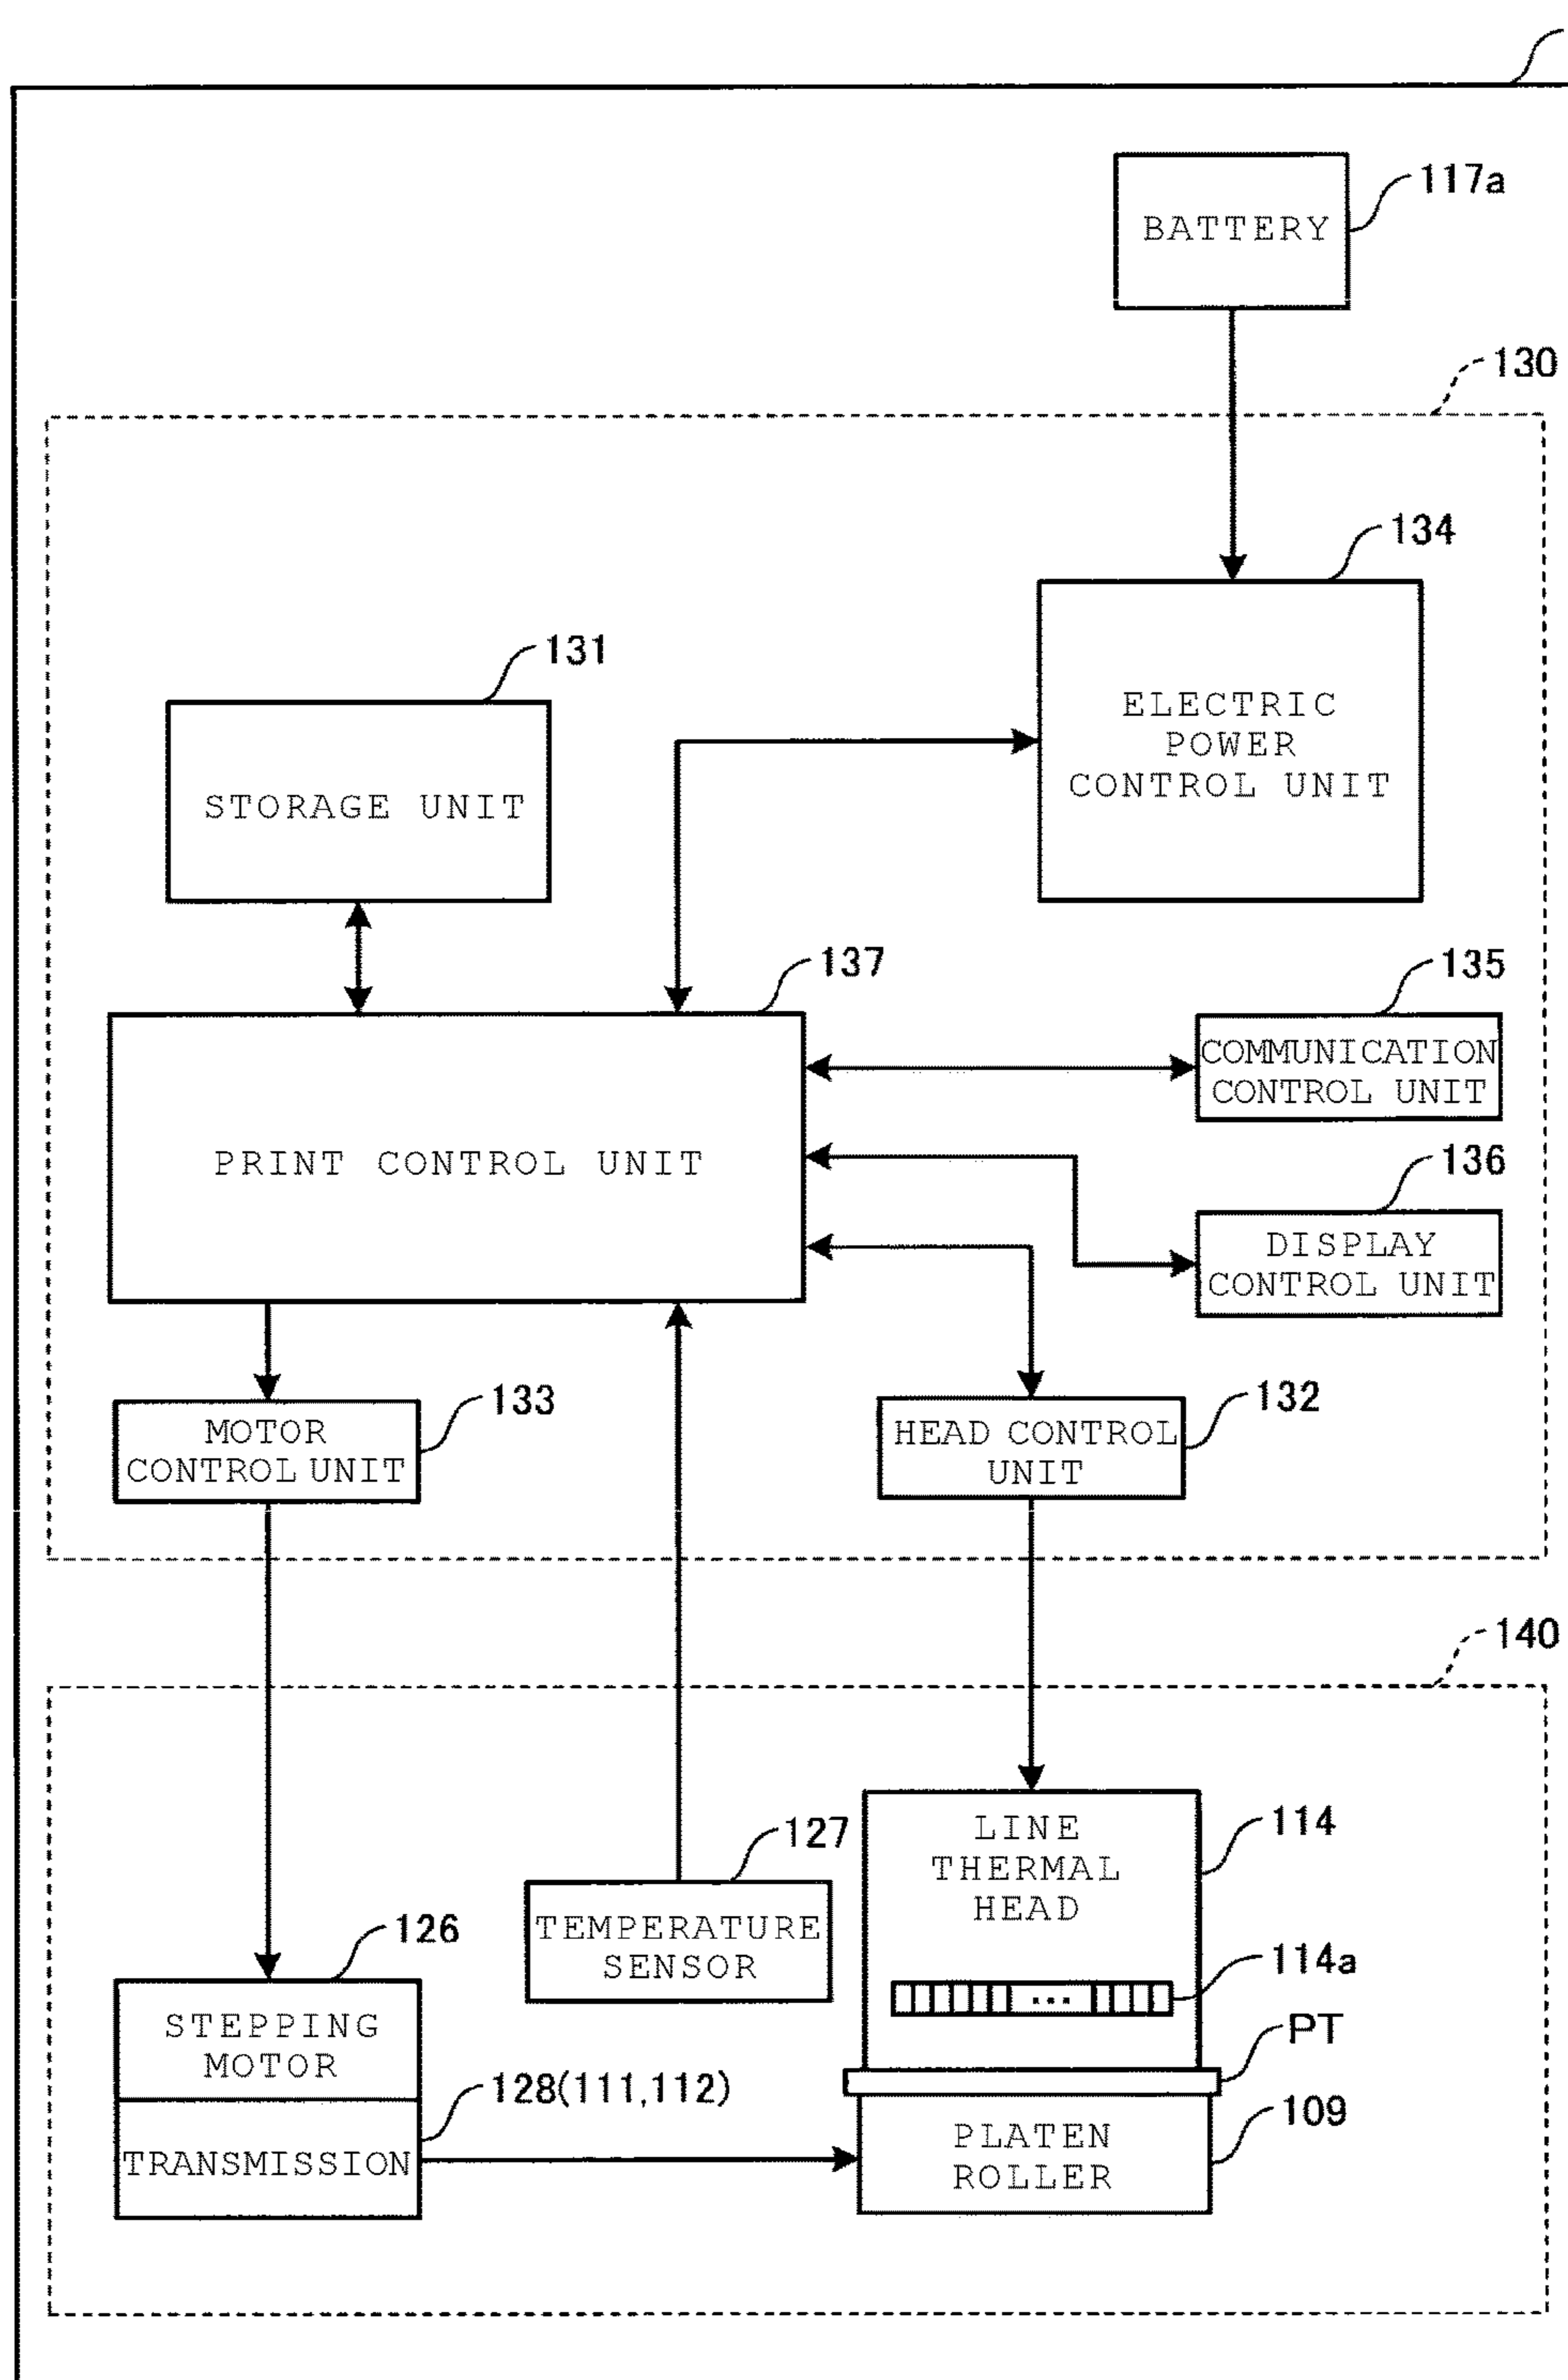 117a
BATTERY
130
134
131
ELECTRIC
POWER
CONTROL UNIT
STORAGE UNIT
137
135
COMMUNICATION
CONTROL UNIT
PRINT CONTROL UNIT
136
DISPLAY
CONTROL UNIT
133
132
MOTOR
CONTROL UNIT
HEAD CONTROL
UNIT
140
127
LINE
THERMAL
HEAD
114
126
TEMPERATURE
SENSOR
114a
...
STEPPING
MOTOR
PT
128(111,112)
109
TRANSMISSION
PLATEN
ROLLER